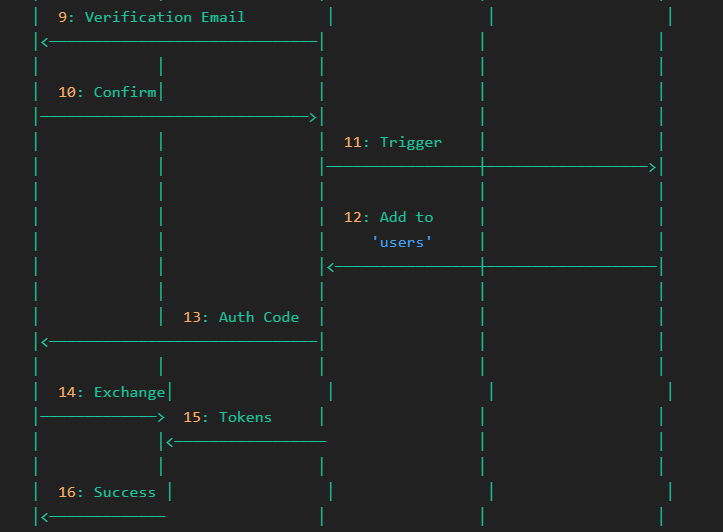 9: Verification Email
10: Confirm
11: Trigger
12: Add to
'users'
13: Auth Code
14: Exchange
15: Tokens
16: Success